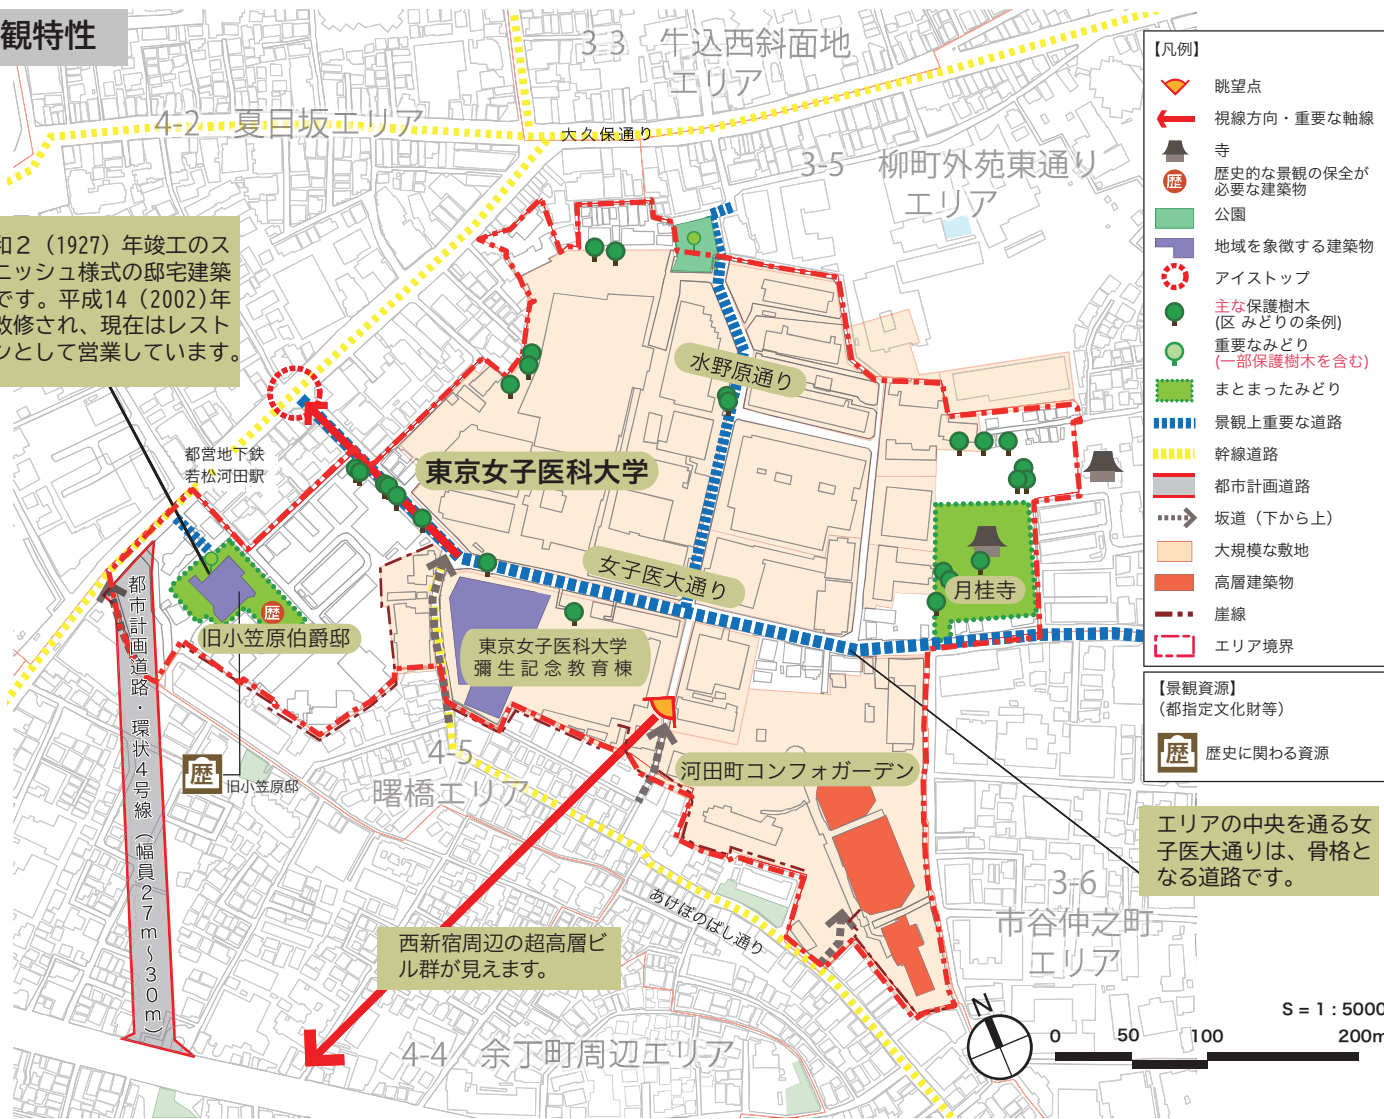 観特性
3-3 牛込西斜面地
エリア
4-2 夏目坂エリア
大久保通り
3-5 柳町外苑東通り
エリア
和２（1927）年竣工のス
ニッシュ様式の邸宅建築
です。平成14（2002)年
改修され、現在はレスト
ンとして営業しています。
水野原通り
都営地下鉄
若松河田駅
東京女子医科大学
女子医大通り
月桂寺
旧小笠原伯爵邸
歴
東京女子医科大学
彌生記念教育棟
都市計画道路・環状４号線（幅員２７ｍ～３０ｍ）
歴
旧小笠原邸
4-5
曙橋エリア
河田町コンフォガーデン
あけぼのばし通り
西新宿周辺の超高層ビ
ル群が見えます。
4-4 余丁町周辺エリア
3-6
市谷仲之町
エリア
エリアの中央を通る女
子医大通りは、骨格と
なる道路です。
N
S = 1 : 5000
0 50 100 200m
【凡例】
眺望点
視線方向・重要な軸線
寺
歴
歴史的な景観の保全が
必要な建築物
公園
地域を象徴する建築物
アイストップ
主な保護樹木
(区 みどりの条例)
重要なみどり
(一部保護樹木を含む)
まとまったみどり
景観上重要な道路
幹線道路
都市計画道路
坂道（下から上）
大規模な敷地
高層建築物
崖線
エリア境界
【景観資源】
（都指定文化財等）
歴
歴史に関わる資源